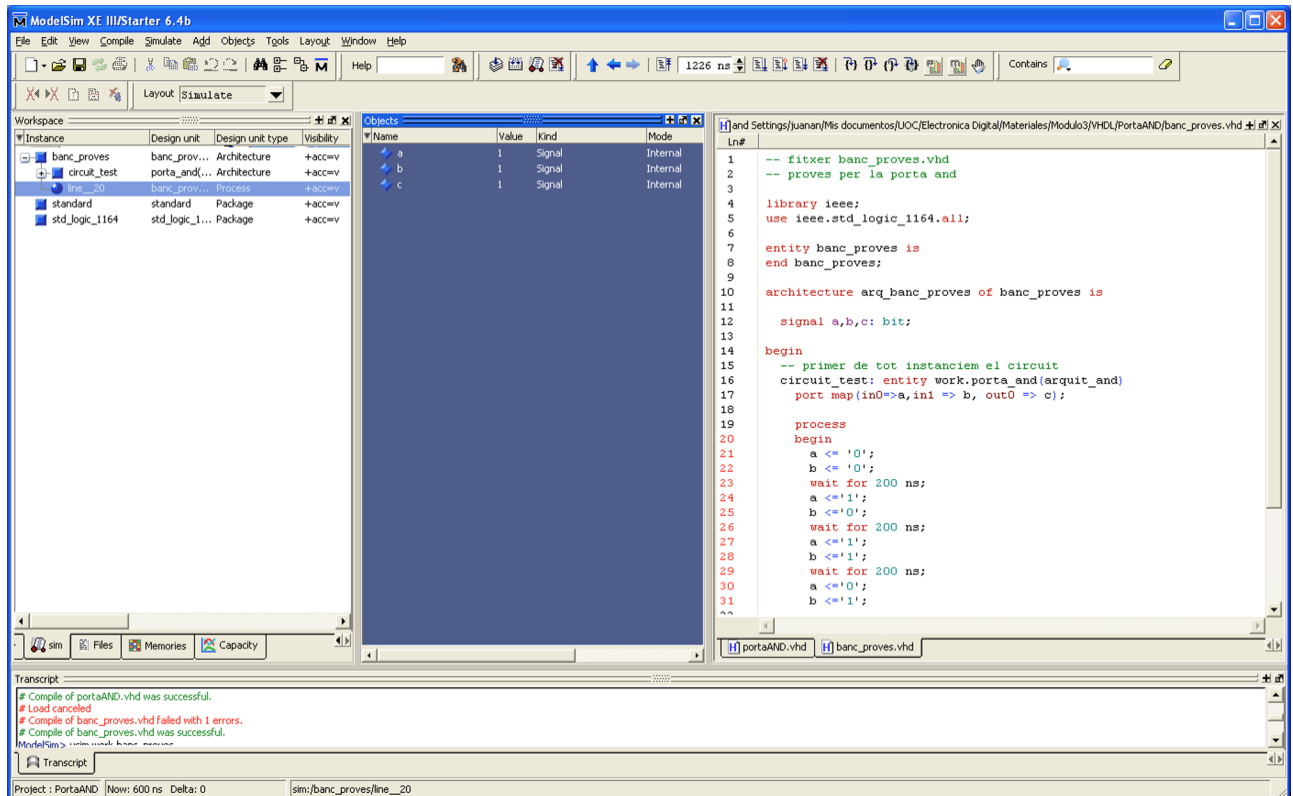 ModelSim XE III/Starter 6.4b
File Edit View Compile Simulate Add Objects Tools Layout Window Help
Help 1226 ns Contains
Layout Simulate
Workspace
Instance Design unit Design unit type Visibility
banc_proves banc_prov... Architecture +acc=v
circuit_test porta_and(... Architecture +acc=v
line__20 banc_prov... Process +acc=v
standard standard Package +acc=v
std_logic_1164 std_logic_1... Package +acc=v
sim Files Memories Capacity
Objects
Name Value Kind Mode
a 1 Signal Internal
b 1 Signal Internal
c 1 Signal Internal
and Settings/juanan/Mis documentos/UOC/Electronica Digital/Materiales/Modulo3/VHDL/PortaAND/banc_proves.vhd
Ln#
1 -- fitxer banc_proves.vhd
2 -- proves per la porta and
3
4 library ieee;
5 use ieee.std_logic_1164.all;
6
7 entity banc_proves is
8 end banc_proves;
9
10 architecture arq_banc_proves of banc_proves is
11
12 signal a,b,c: bit;
13
14 begin
15 -- primer de tot instanciem el circuit
16 circuit_test: entity work.porta_and(arquit_and)
17 port map(in0=>a,in1 => b, out0 => c);
18
19 process
20 begin
21 a <= '0';
22 b <= '0';
23 wait for 200 ns;
24 a <='1';
25 b <='0';
26 wait for 200 ns;
27 a <='1';
28 b <='1';
29 wait for 200 ns;
30 a <='0';
31 b <='1';
portaAND.vhd banc_proves.vhd
Transcript
# Compile of portaAND.vhd was successful.
# Load canceled
# Compile of banc_proves.vhd failed with 1 errors.
# Compile of banc_proves.vhd was successful.
ModelSim> vsim work.banc_proves
Transcript
Project : PortaAND Now: 600 ns Delta: 0 sim:/banc_proves/line__20